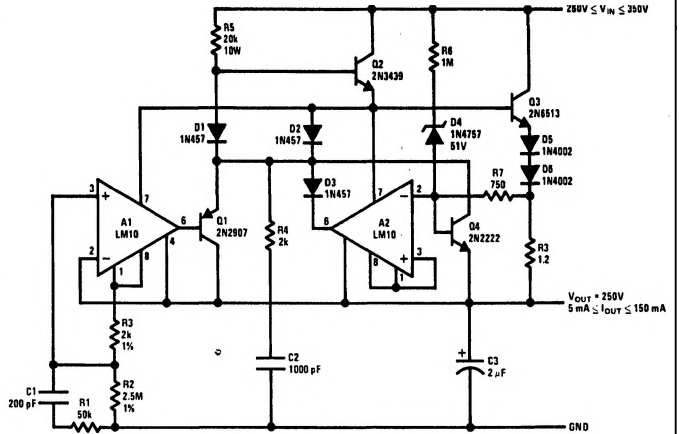 260V ≤ VIN ≤ 350V
R5
20k
10W
Q2
2N3439
R6
1M
Q3
2N6513
D1
1N457
D2
1N457
D4
1N4757
51V
D5
1N4002
D6
1N4002
D3
1N457
R7
750
3
+
7
A1
LM10
6
2
−
4
1
8
Q1
2N2907
R4
2k
7
−
2
6
A2
LM10
+
3
8
1
Q4
2N2222
R3
1.2
VOUT = 250V
5 mA ≤ IOUT ≤ 150 mA
R3
2k
1%
C2
1000 pF
+
C3
2 μF
C1
200 pF
R1
50k
R2
2.5M
1%
GND